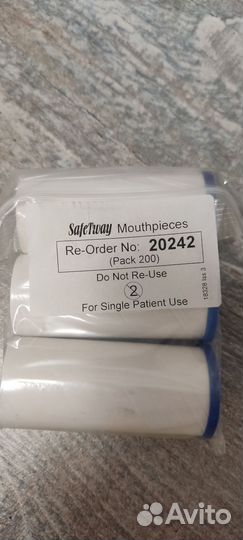 SafeTway Mouthpieces
Re-Order No: 20242
(Pack 200)
Do Not Re-Use
2
For Single Patient Use
18328 iss 3
Avito